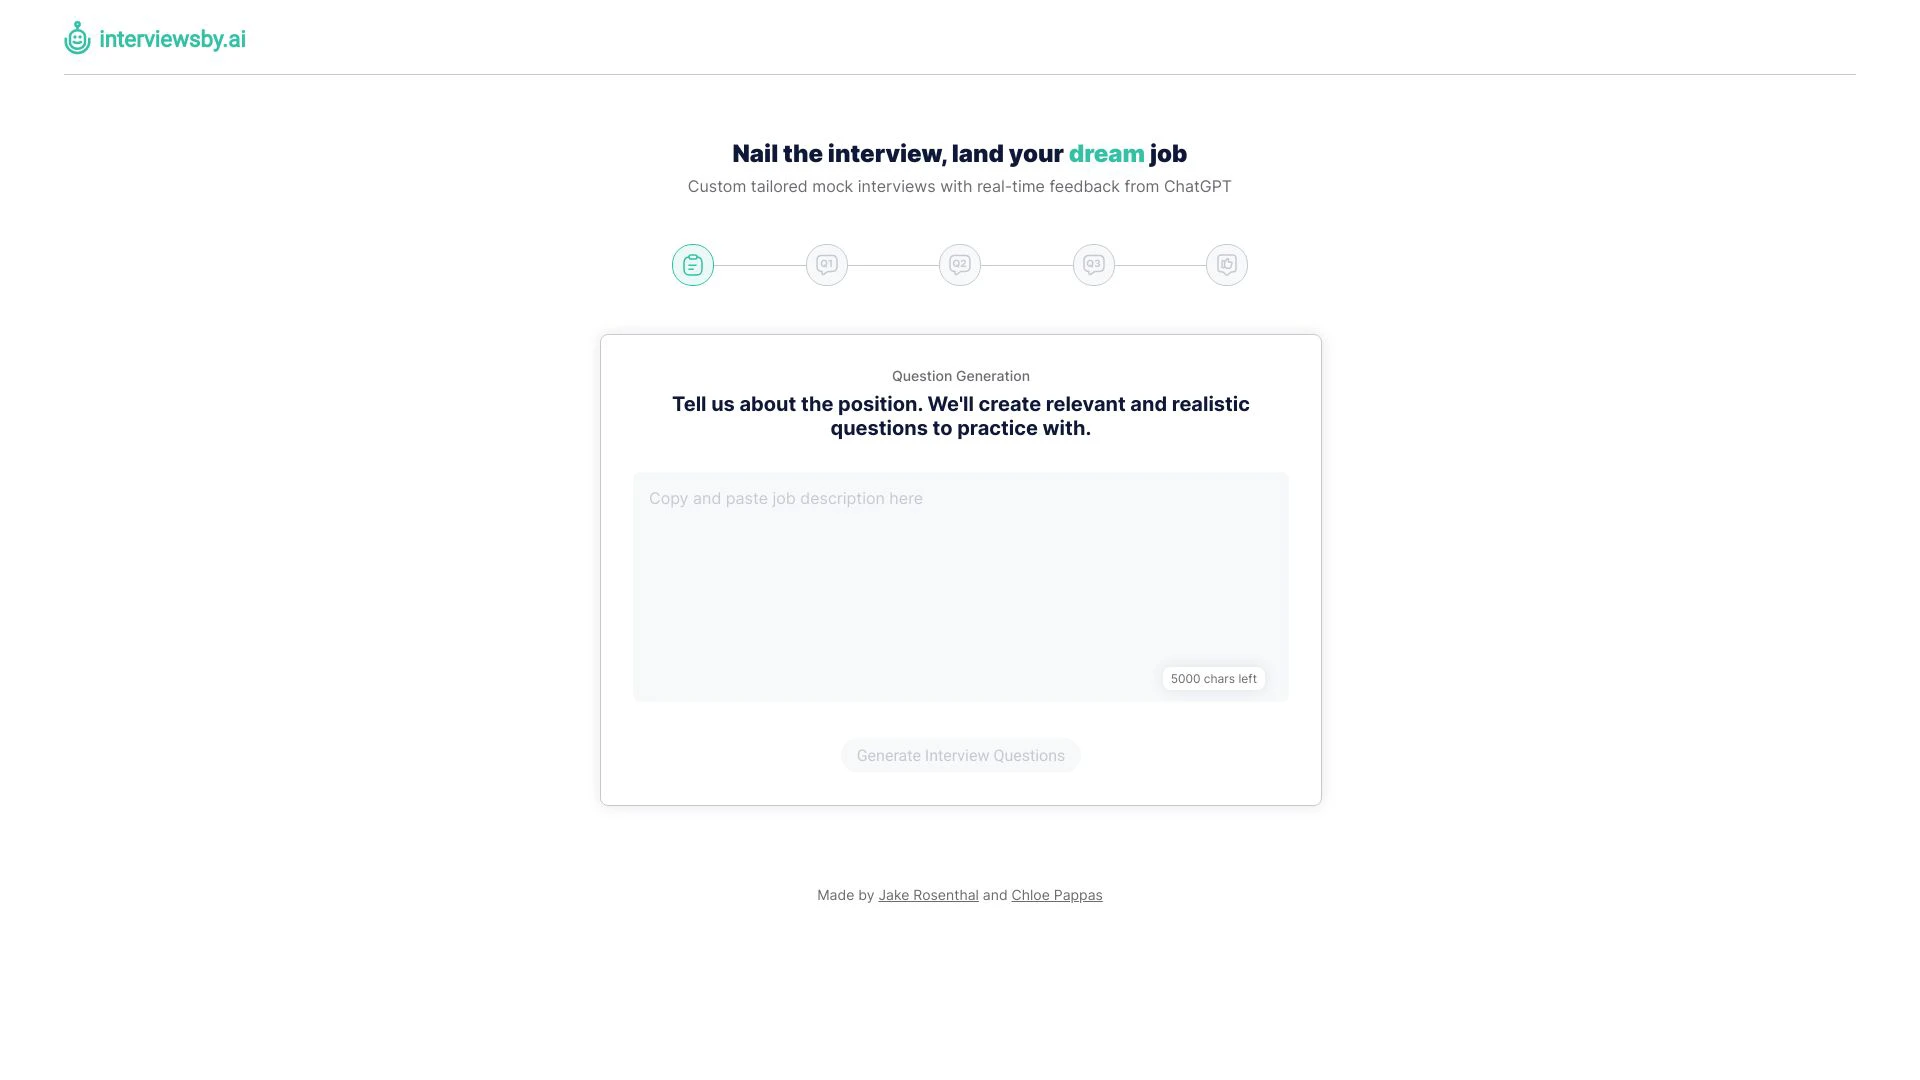 interviewsby.ai
Nail the interview, land your dream job
Custom tailored mock interviews with real-time feedback from ChatGPT
Q1 Q2 Q3
Question Generation
Tell us about the position. We'll create relevant and realistic
questions to practice with.
Copy and paste job description here
5000 chars left
Generate Interview Questions
Made by Jake Rosenthal and Chloe Pappas